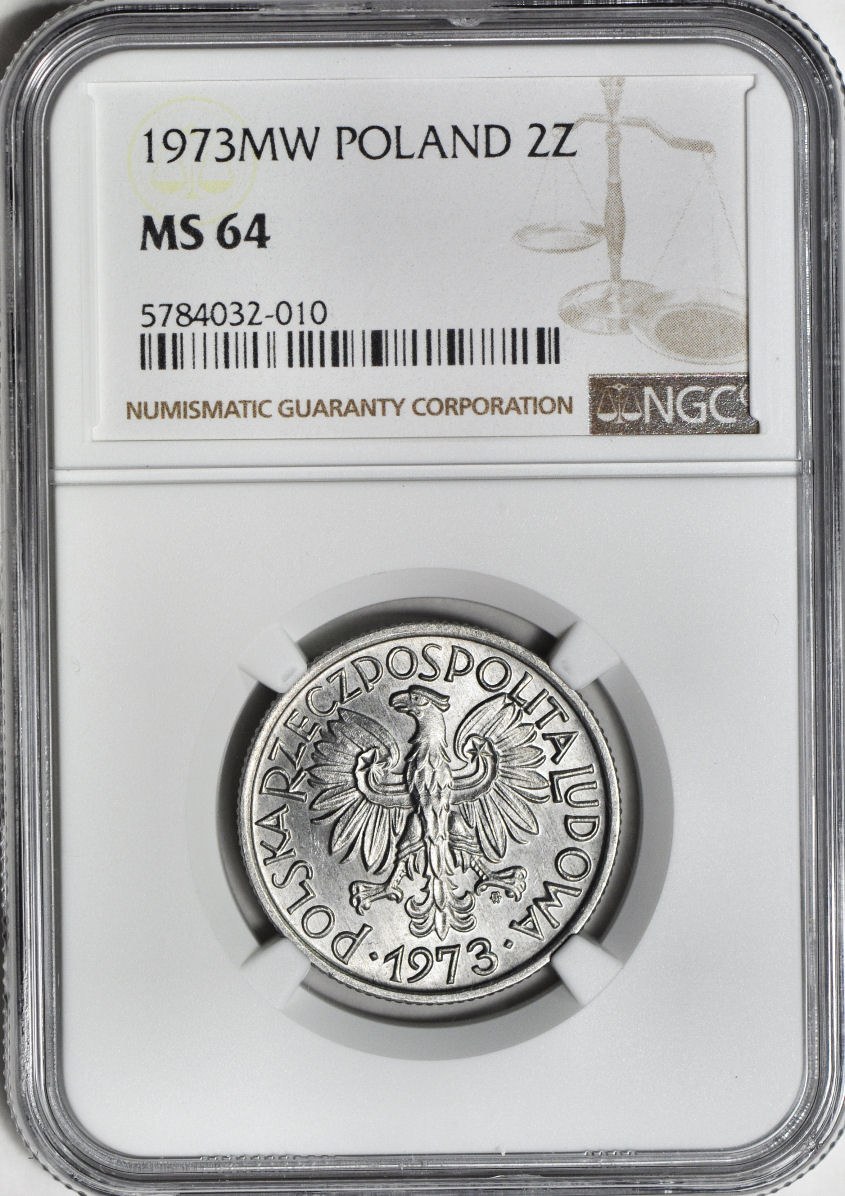 1973MW POLAND 2Z
MS 64
5784032-010
NUMISMATIC GUARANTY CORPORATION
NGC
POLSKA RZECZPOSPOLITA LUDOWA
·1973·